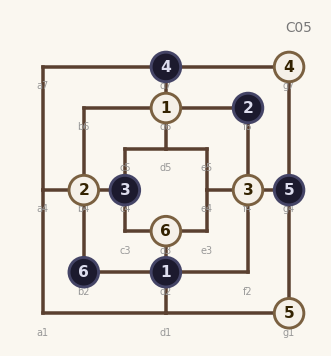 C05
4 4
a7 d7 g7
1 2
b6 d6 f6
c5 d5 e5
2 3 3 5
a4 b4 c4 e4 f4 g4
6
c3 d3 e3
6 1
b2 d2 f2
5
a1 d1 g1